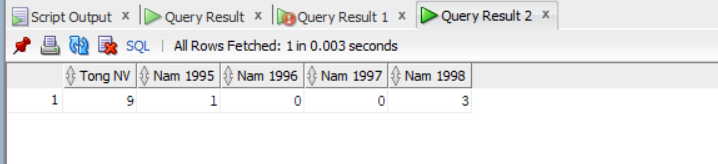 Script Output x Query Result x Query Result 1 x Query Result 2 x
SQL | All Rows Fetched: 1 in 0.003 seconds
Tong NV Nam 1995 Nam 1996 Nam 1997 Nam 1998
1 9 1 0 0 3